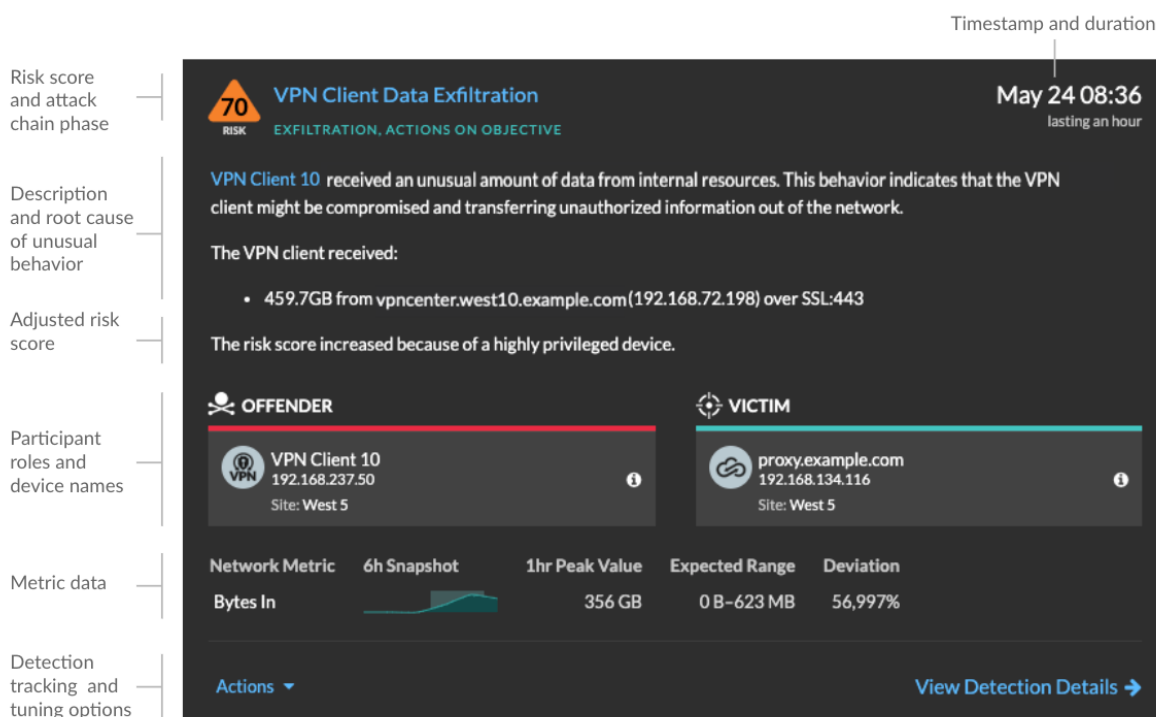 Timestamp and duration
Risk score
and attack
chain phase
70
RISK
VPN Client Data Exfiltration
EXFILTRATION, ACTIONS ON OBJECTIVE
May 24 08:36
lasting an hour
Description
and root cause
of unusual
behavior
VPN Client 10 received an unusual amount of data from internal resources. This behavior indicates that the VPN
client might be compromised and transferring unauthorized information out of the network.
The VPN client received:
• 459.7GB from vpncenter.west10.example.com(192.168.72.198) over SSL:443
Adjusted risk
score
The risk score increased because of a highly privileged device.
Participant
roles and
device names
OFFENDER
VPN
VPN Client 10
192.168.237.50
Site: West 5
VICTIM
proxy.example.com
192.168.134.116
Site: West 5
Metric data
Network Metric 6h Snapshot 1hr Peak Value Expected Range Deviation
Bytes In 356 GB 0 B–623 MB 56,997%
Detection
tracking and
tuning options
Actions
View Detection Details